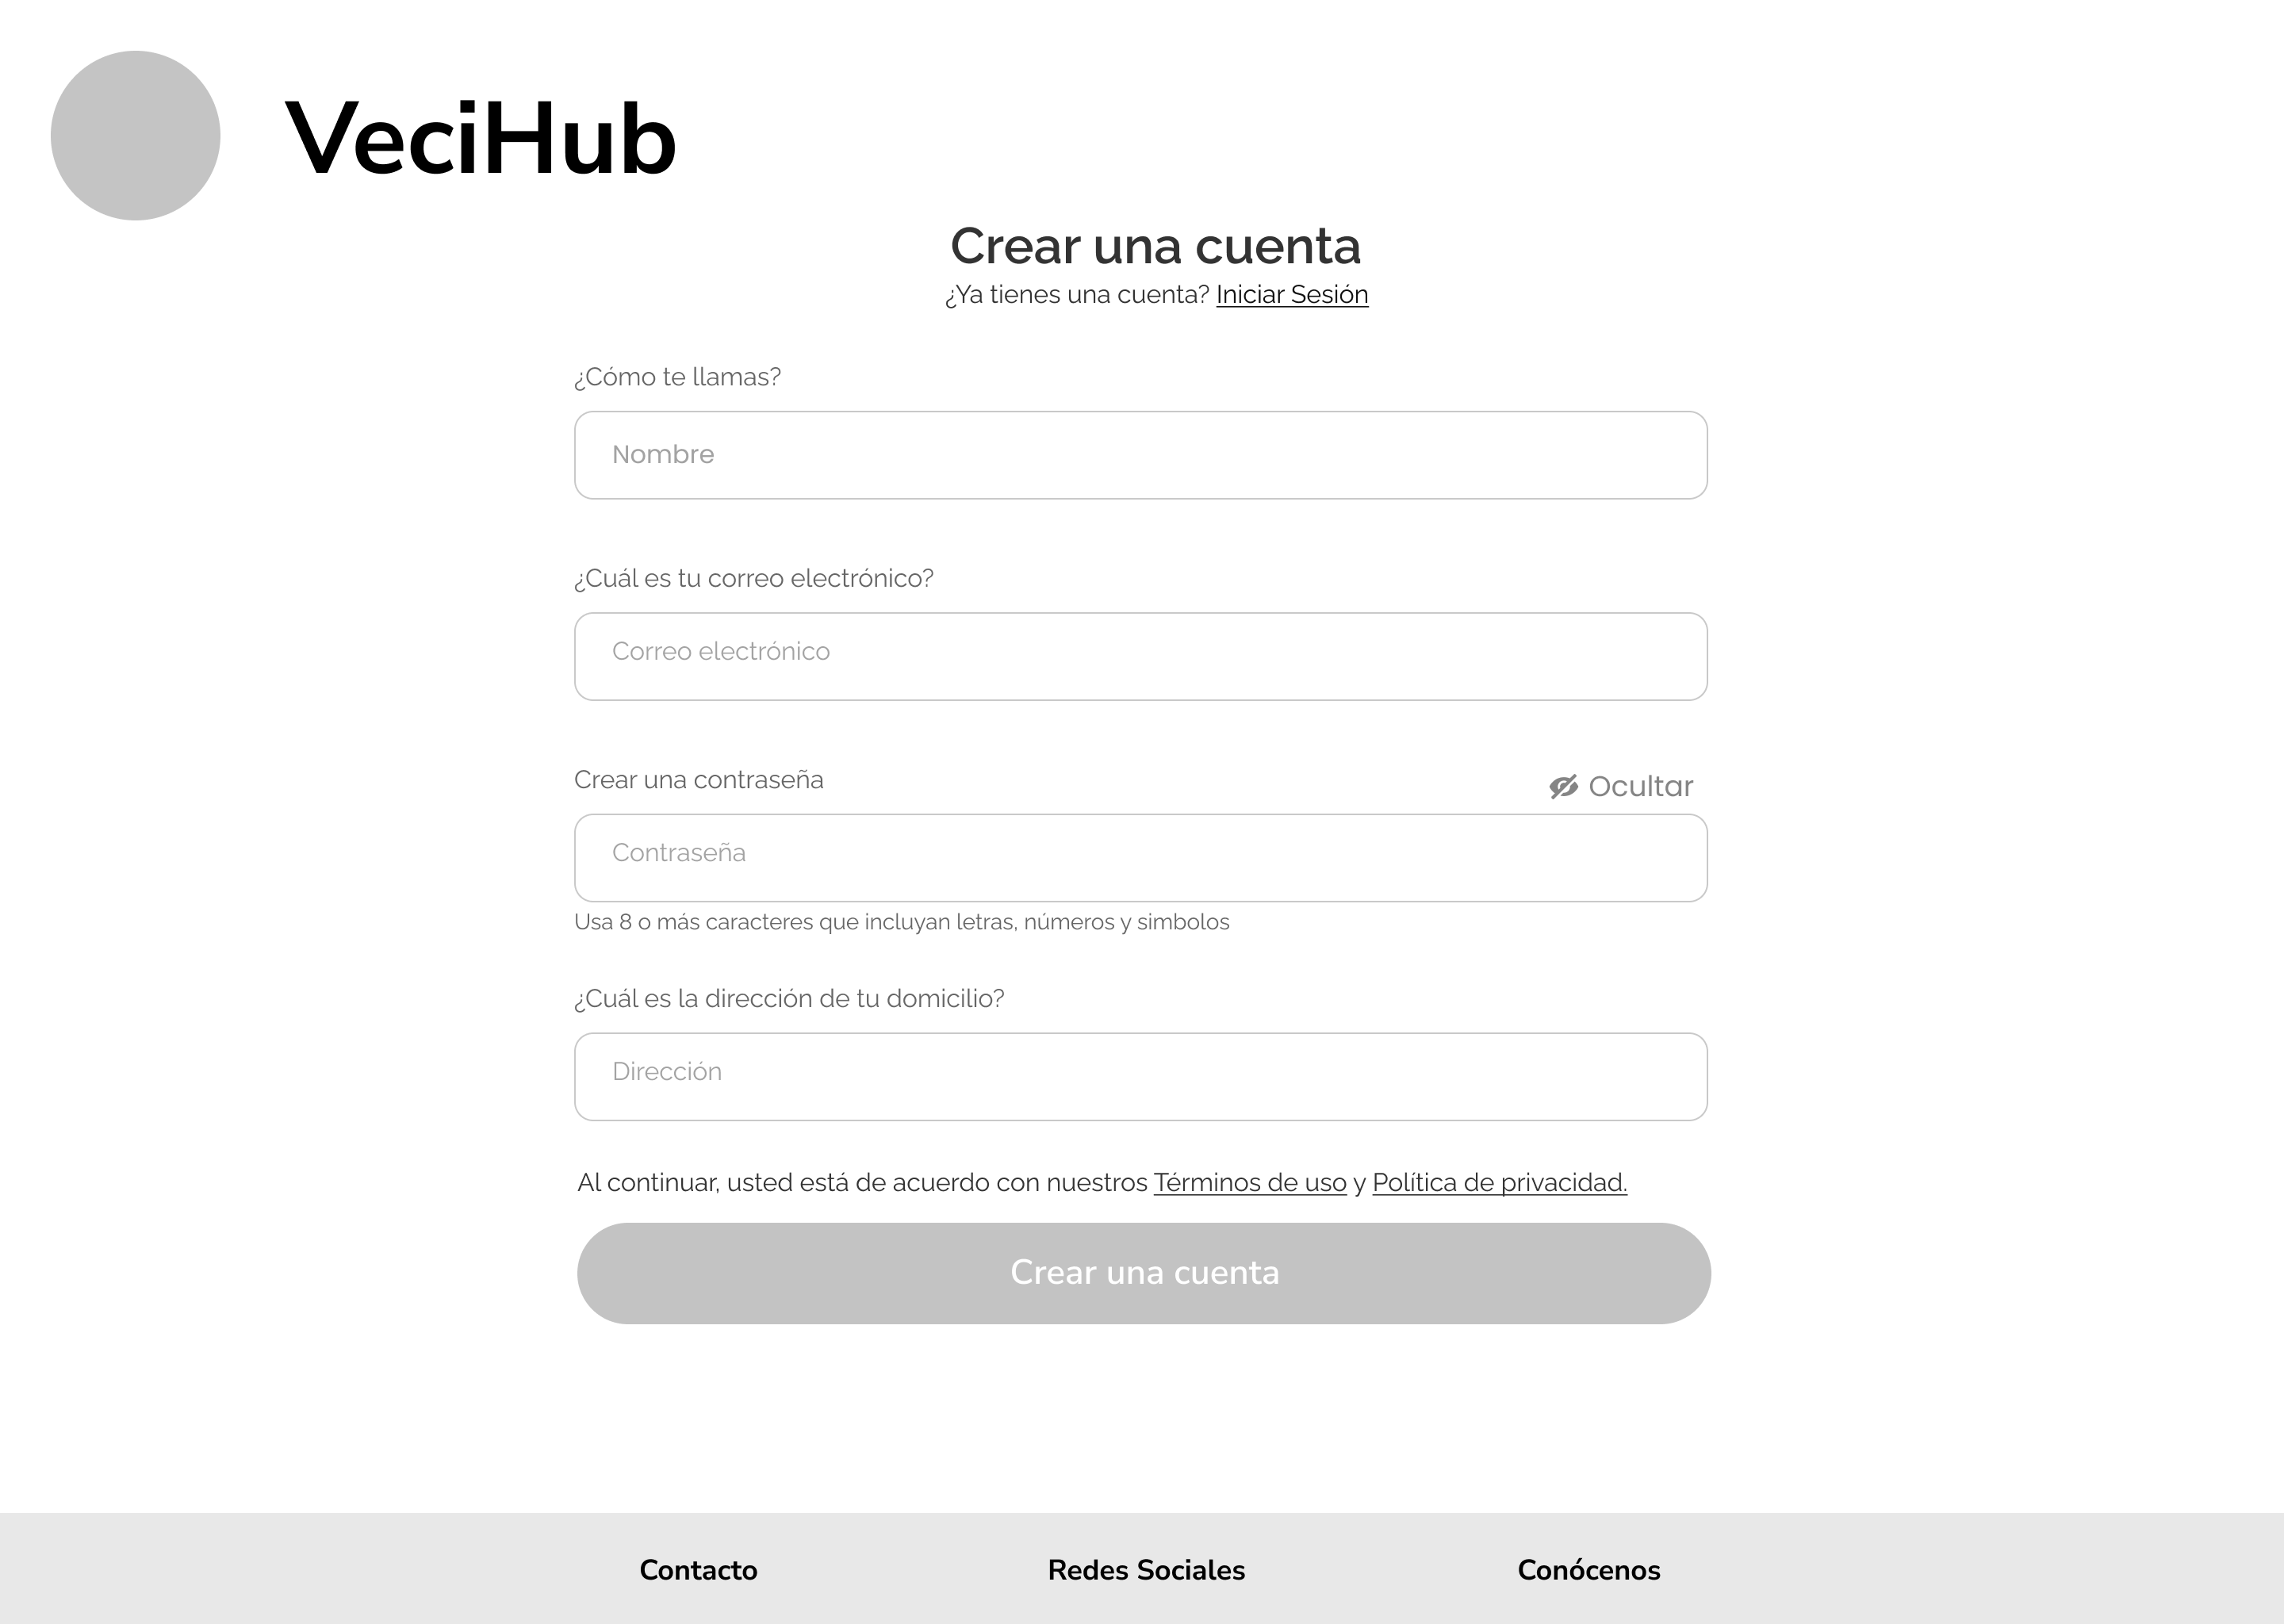 VeciHub
Crear una cuenta
¿Ya tienes una cuenta? Iniciar Sesión
¿Cómo te llamas?
Nombre
¿Cuál es tu correo electrónico?
Correo electrónico
Crear una contraseña
Ocultar
Contraseña
Usa 8 o más caracteres que incluyan letras, números y simbolos
¿Cuál es la dirección de tu domicilio?
Dirección
Al continuar, usted está de acuerdo con nuestros Términos de uso y Política de privacidad.
Crear una cuenta
Contacto
Redes Sociales
Conócenos